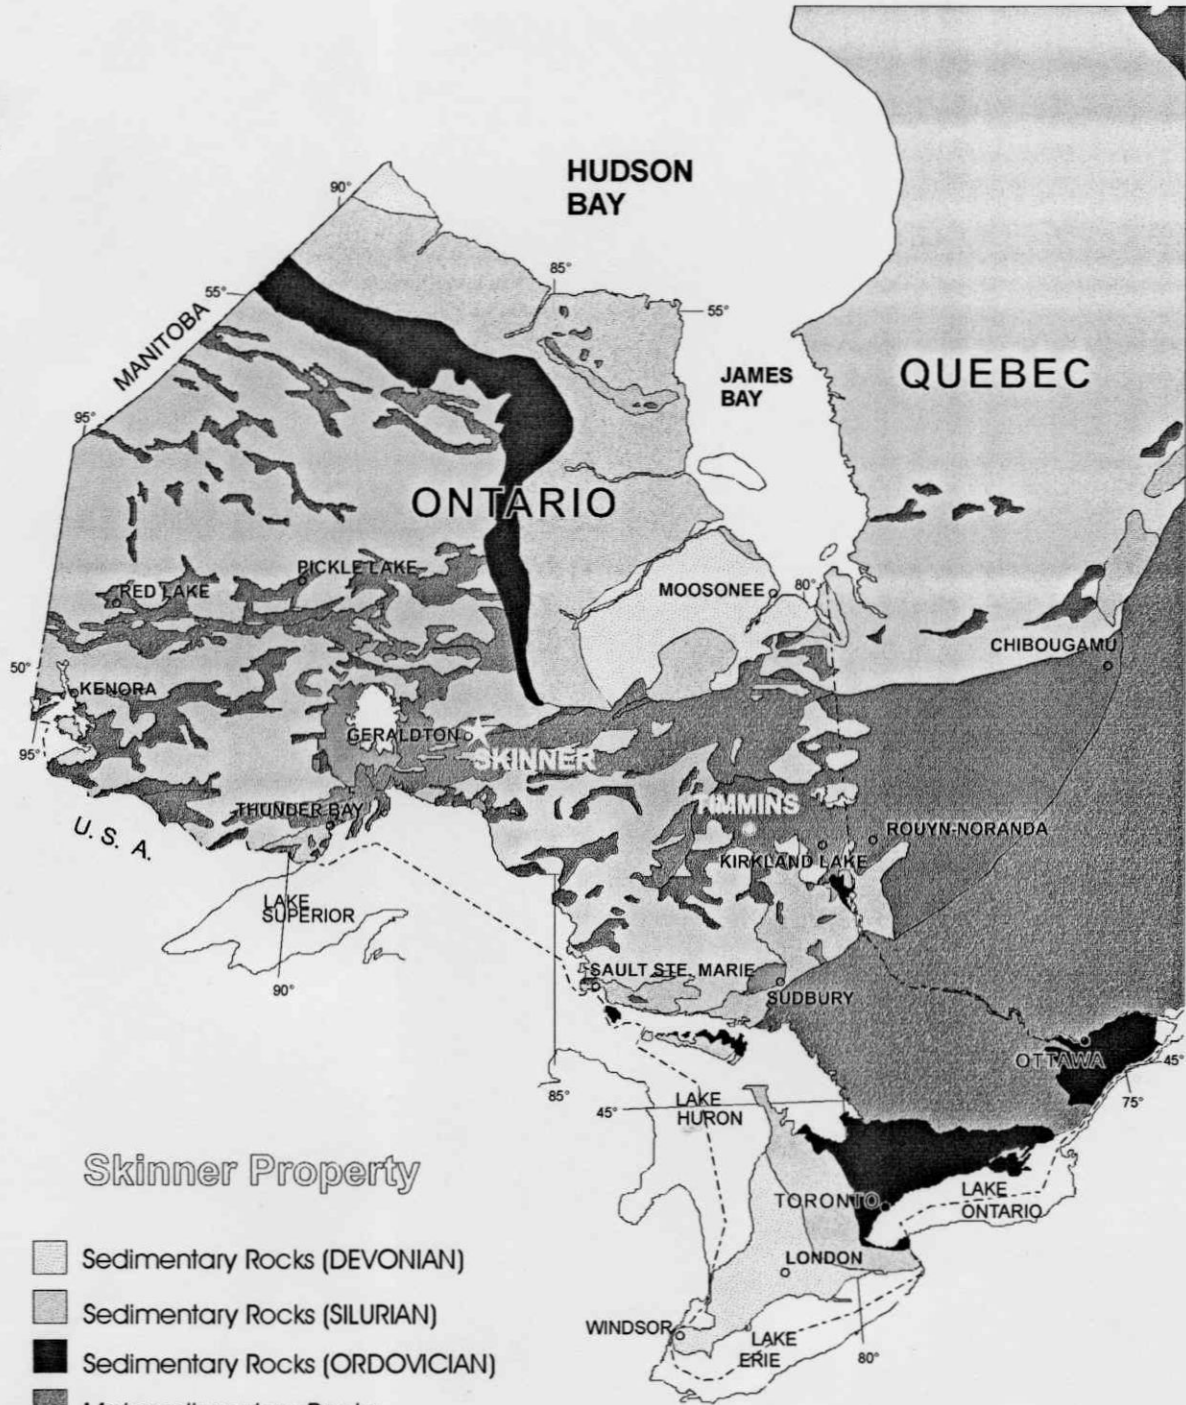 HUDSON
BAY
90°
85°
55°
55°
MANITOBA
JAMES
BAY
QUEBEC
95°
ONTARIO
PICKLE LAKE
RED LAKE
MOOSONEE
80°
CHIBOUGAMU
50°
KENORA
GERALDTON
SKINNER
95°
TIMMINS
THUNDER BAY
U. S. A.
ROUYN-NORANDA
KIRKLAND LAKE
LAKE
SUPERIOR
90°
SAULT STE. MARIE
SUDBURY
OTTAWA
45°
75°
85°
45°
LAKE
HURON
Skinner Property
TORONTO
LAKE
ONTARIO
Sedimentary Rocks (DEVONIAN)
LONDON
Sedimentary Rocks (SILURIAN)
WINDSOR
LAKE
ERIE
80°
Sedimentary Rocks (ORDOVICIAN)